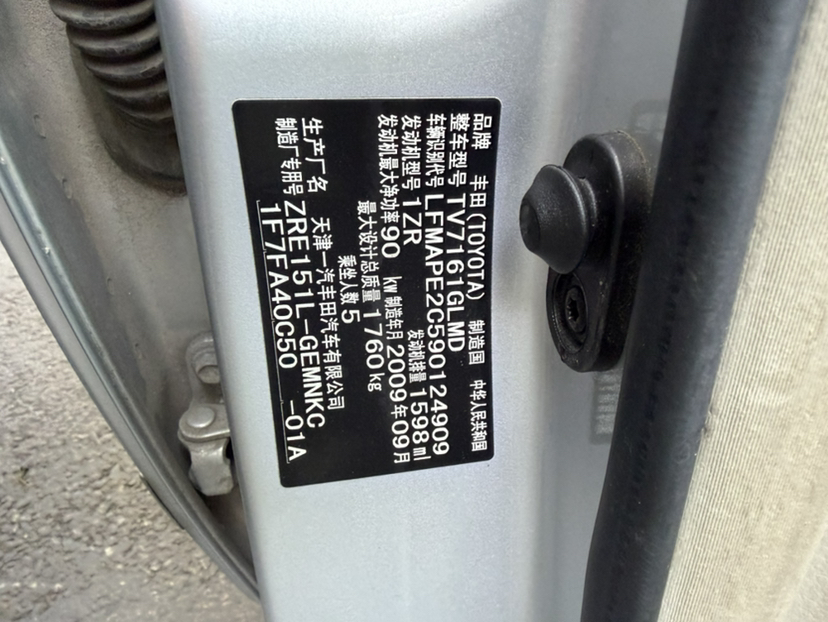 品牌 丰田(TOYOTA) 制造国 中华人民共和国
整车型号 TV7161GLMD
车辆识别代号 LFMAPE2C590124909
发动机型号 1ZR 发动机排量 1598ml
发动机最大净功率 90 kw 制造年月 2009年09月
最大设计总质量 1760kg
乘坐人数 5
生产厂名 天津一汽丰田汽车有限公司
制造厂专用号 ZRE151L-GEMNKC
1F7FA40C50 -01A